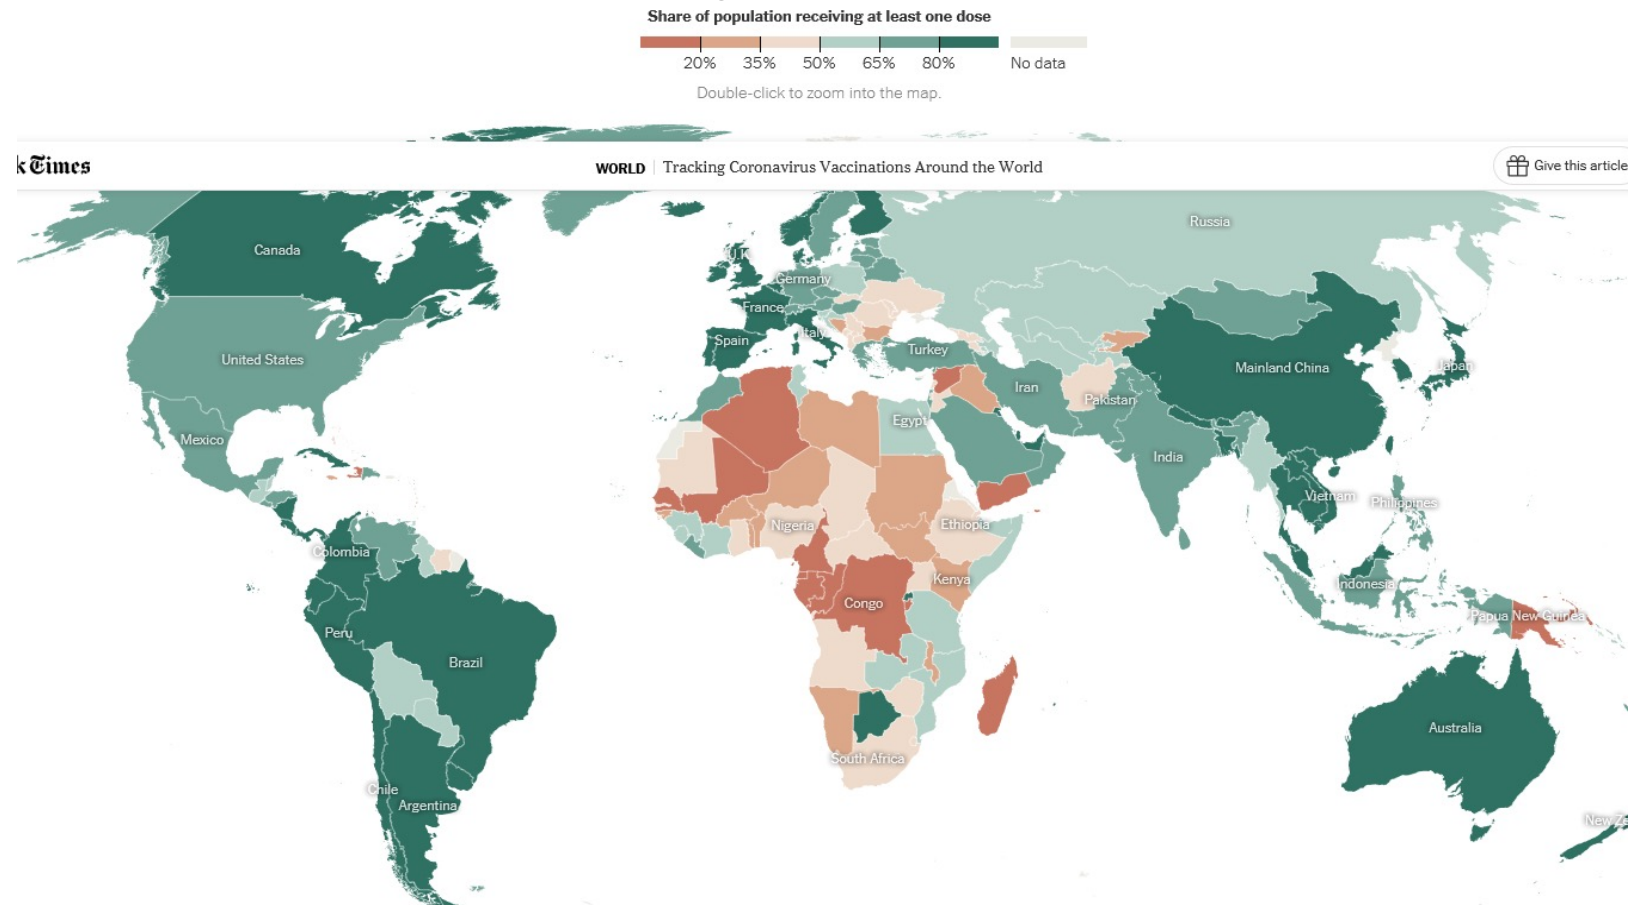 Share of population receiving at least one dose
20% 35% 50% 65% 80% No data
Double-click to zoom into the map.
k Times
WORLD Tracking Coronavirus Vaccinations Around the World
Give this article
Russia
Canada
U.K.
Germany
France
Italy
Spain
Turkey
United States
Mainland China
Japan
Iran
Pakistan
Egypt
Mexico
India
Vietnam
Philippines
Nigeria
Ethiopia
Colombia
Kenya
Indonesia
Congo
Papua New Guinea
Peru
Brazil
Australia
South Africa
Chile
Argentina
New Z